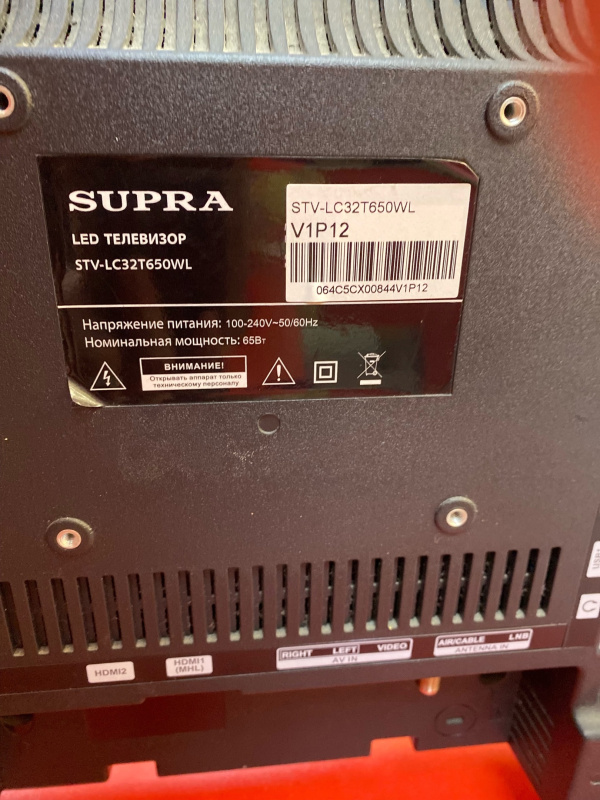 SUPRA
LED ТЕЛЕВИЗОР
STV-LC32T650WL
STV-LC32T650WL
V1P12
064C5CX00844V1P12
Напряжение питания: 100-240V~50/60Hz
Номинальная мощность: 65Вт
ВНИМАНИЕ!
Открывать аппарат только
техническому персоналу
USB1
HDMI2
HDMI1
(MHL)
RIGHT LEFT VIDEO
AV IN
AIR/CABLE LNB
ANTENNA IN